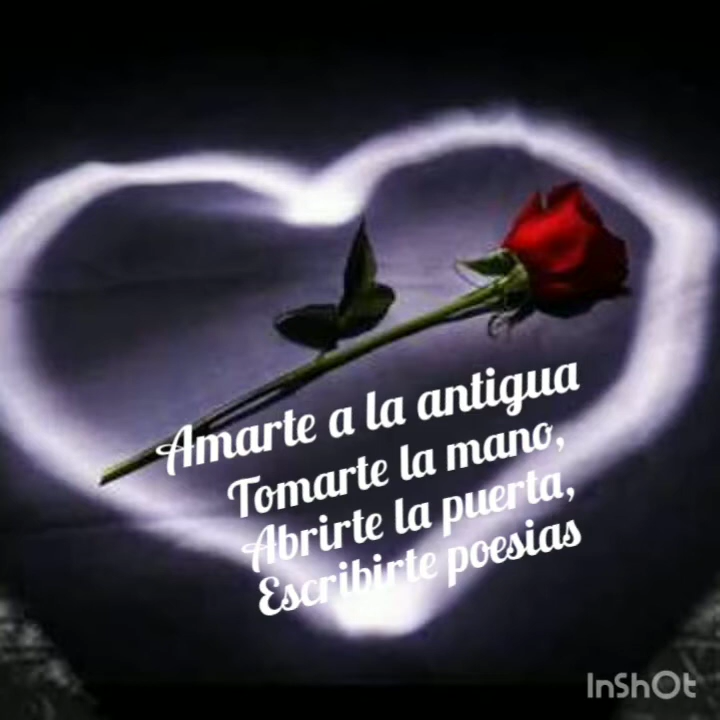 Amarte a la antigua
Tomarte la mano,
Abrirte la puerta,
Escribirte poesias
InShOt